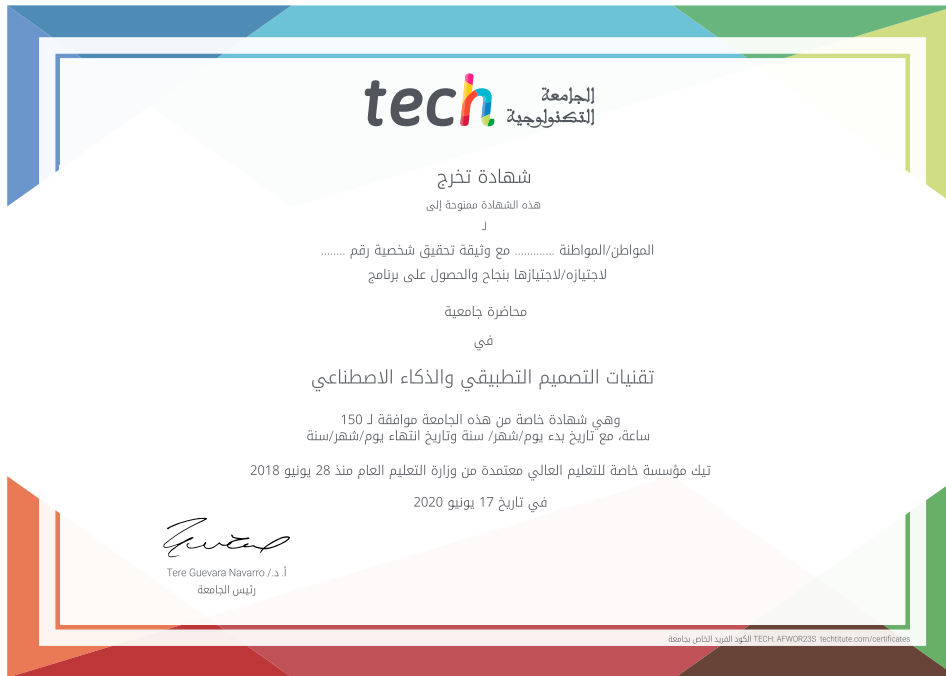 tech الجامعة
التكنولوجية
شهادة تخرج
هذه الشهادة ممنوحة إلى
لـ
المواطن/المواطنة ............ مع وثيقة تحقيق شخصية رقم ........
لاجتيازه/لاجتيازها بنجاح والحصول على برنامج
محاضرة جامعية
في
تقنيات التصميم التطبيقي والذكاء الاصطناعي
وهي شهادة خاصة من هذه الجامعة موافقة لـ 150
ساعة، مع تاريخ بدء يوم/شهر/ سنة وتاريخ انتهاء يوم/شهر/سنة
تيك مؤسسة خاصة للتعليم العالي معتمدة من وزارة التعليم العام منذ 28 يونيو 2018
في تاريخ 17 يونيو 2020
أ. د./ Tere Guevara Navarro
رئيس الجامعة
الكود الفريد الخاص بجامعة TECH: AFWOR23S techtitute.com/certificates